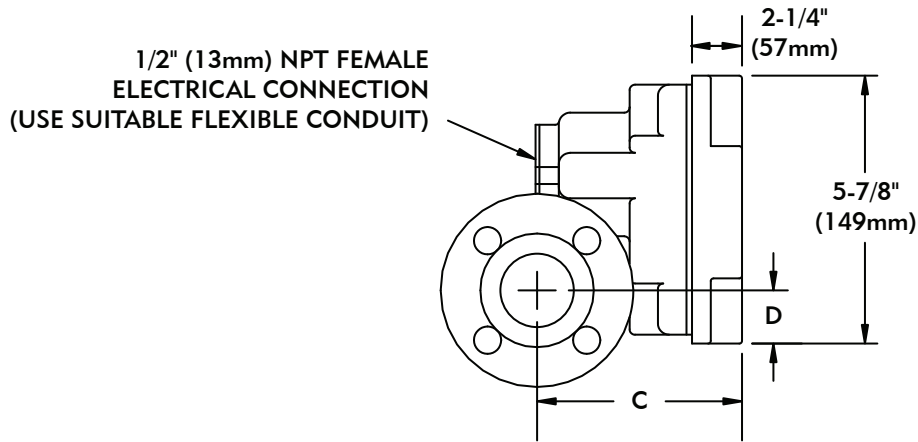 2-1/4"
(57mm)
1/2" (13mm) NPT FEMALE
ELECTRICAL CONNECTION
(USE SUITABLE FLEXIBLE CONDUIT)
5-7/8"
(149mm)
D
C